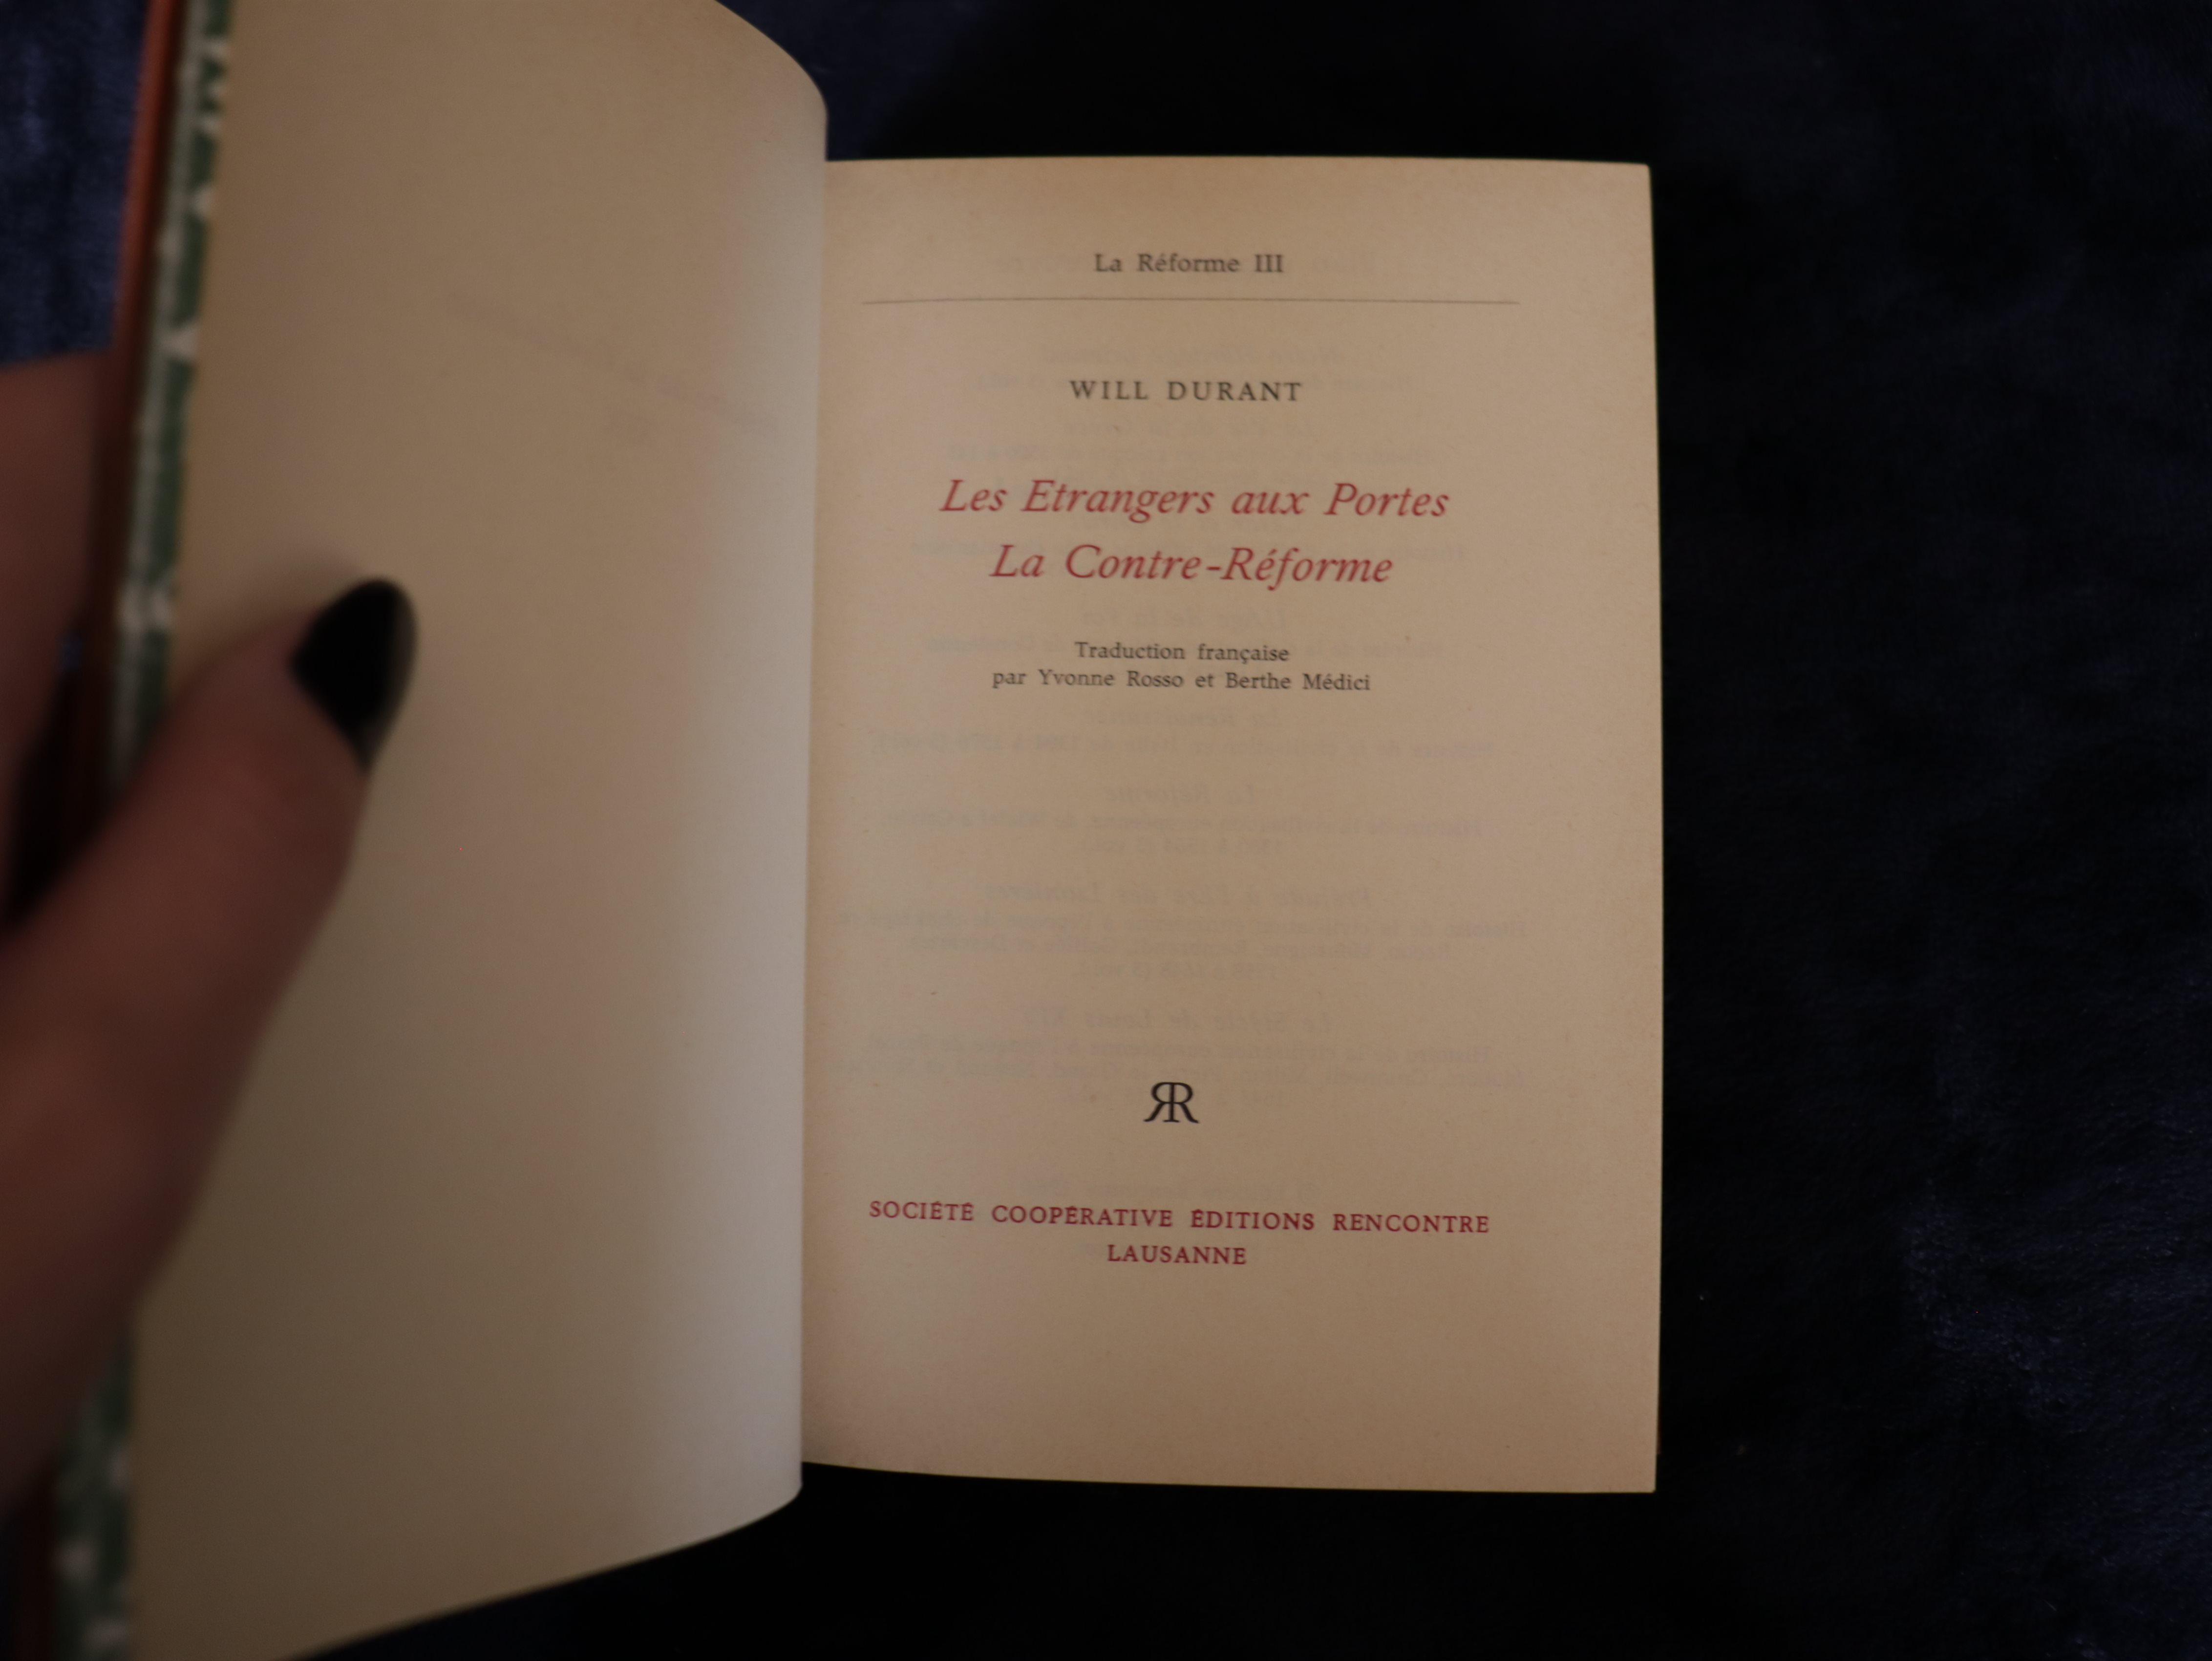 La Réforme III
WILL DURANT
Les Etrangers aux Portes
La Contre-Réforme
Traduction française
par Yvonne Rosso et Berthe Médici
RR
SOCIÉTÉ COOPÉRATIVE ÉDITIONS RENCONTRE
LAUSANNE